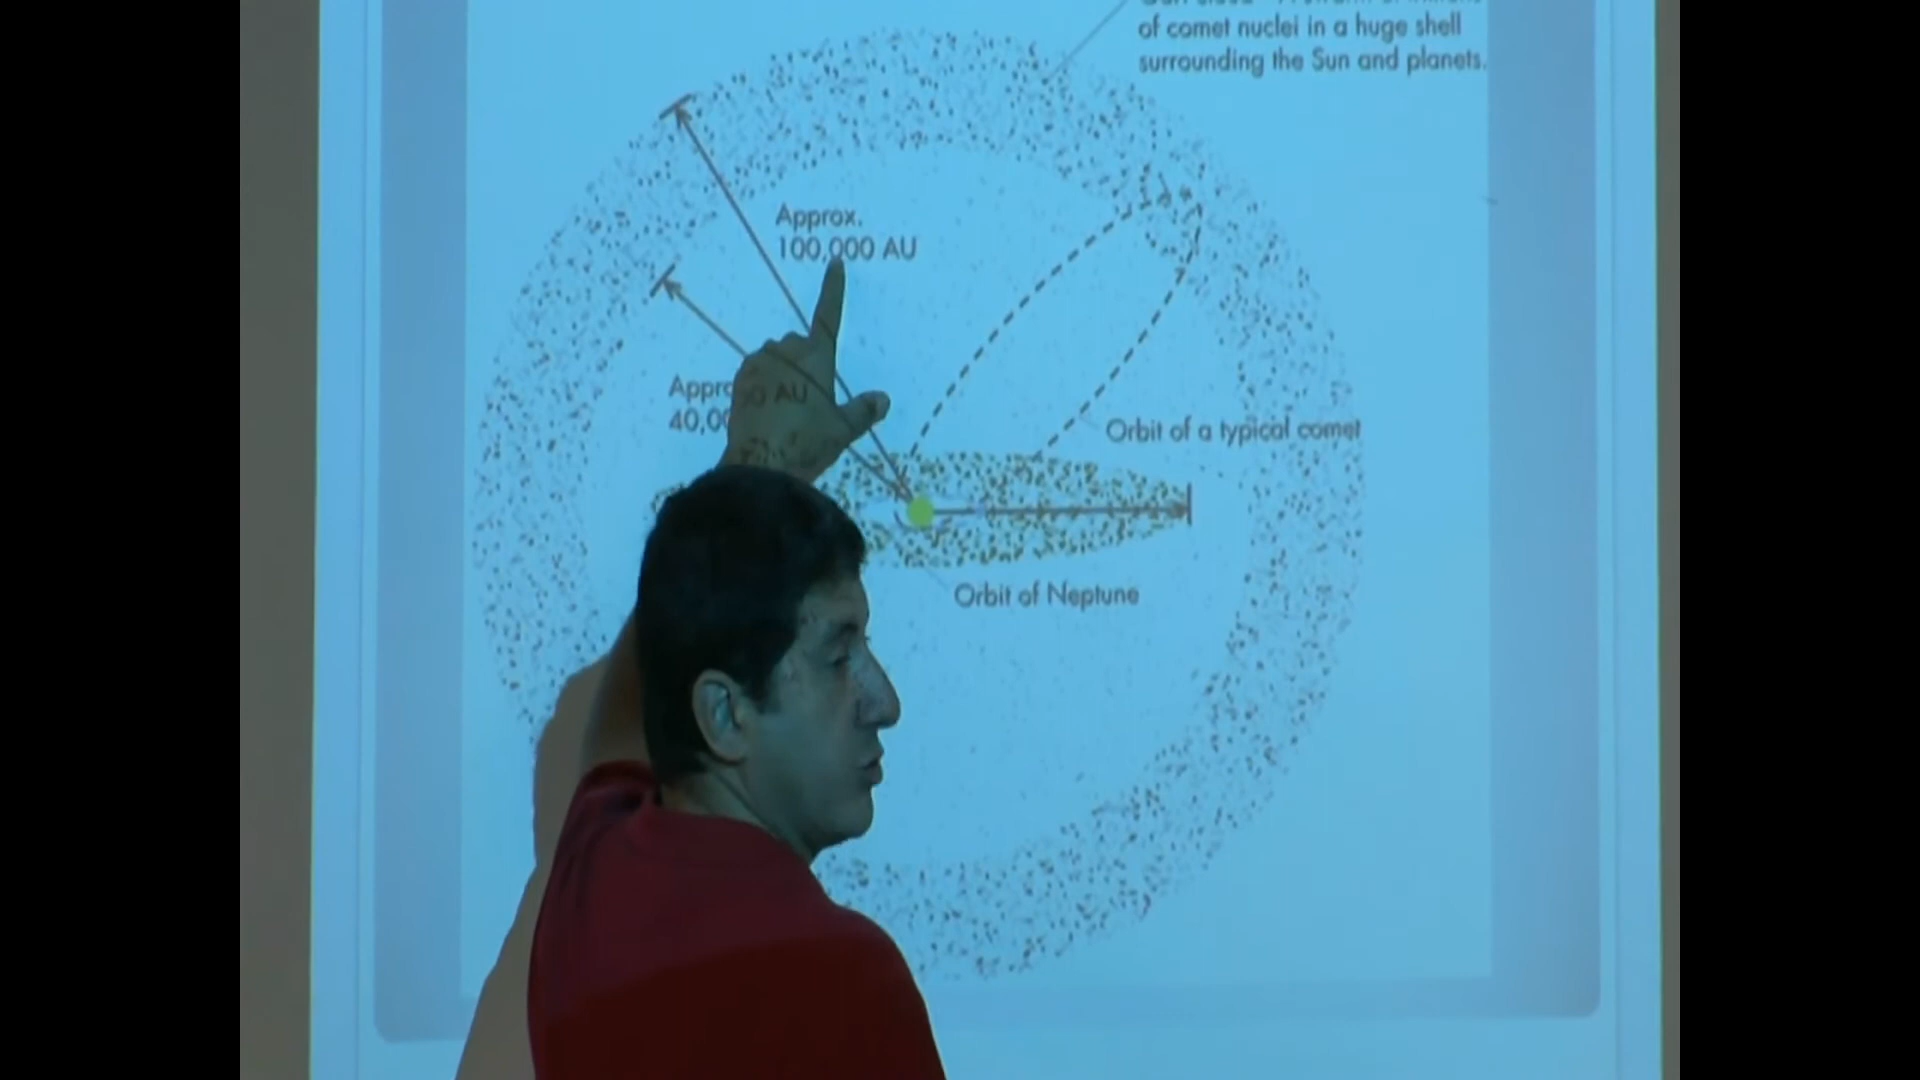 of comet nuclei in a huge shell
surrounding the Sun and planets.
Approx.
100,000 AU
AU
Orbit of a typical comet
Orbit of Neptune